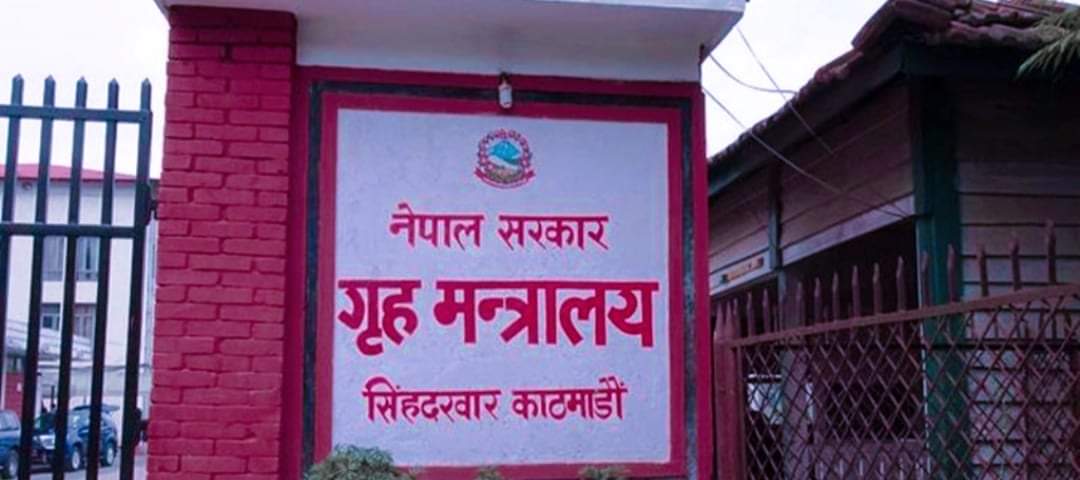 नेपाल सरकार
गृह मन्त्रालय
सिंहदरवार काठमाडौं